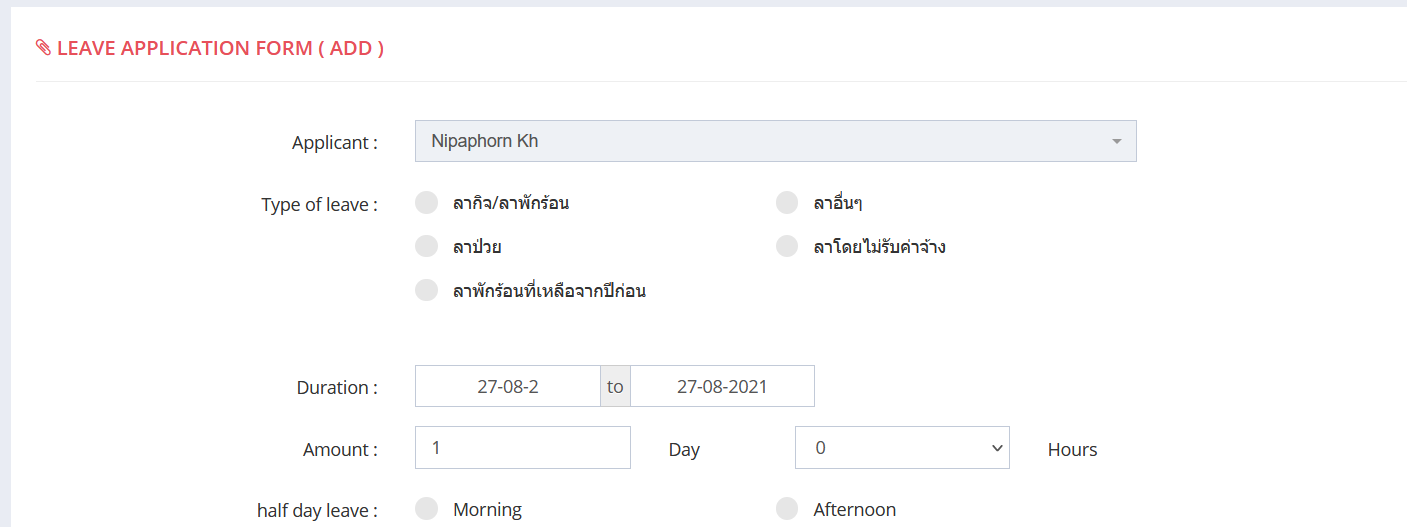 LEAVE APPLICATION FORM ( ADD )
Applicant : Nipaphorn Kh
Type of leave : ลากิจ/ลาพักร้อน ลาอื่นๆ
ลาป่วย ลาโดยไม่รับค่าจ้าง
ลาพักร้อนที่เหลือจากปีก่อน
Duration : 27-08-2 to 27-08-2021
Amount : 1 Day 0 Hours
half day leave : Morning Afternoon